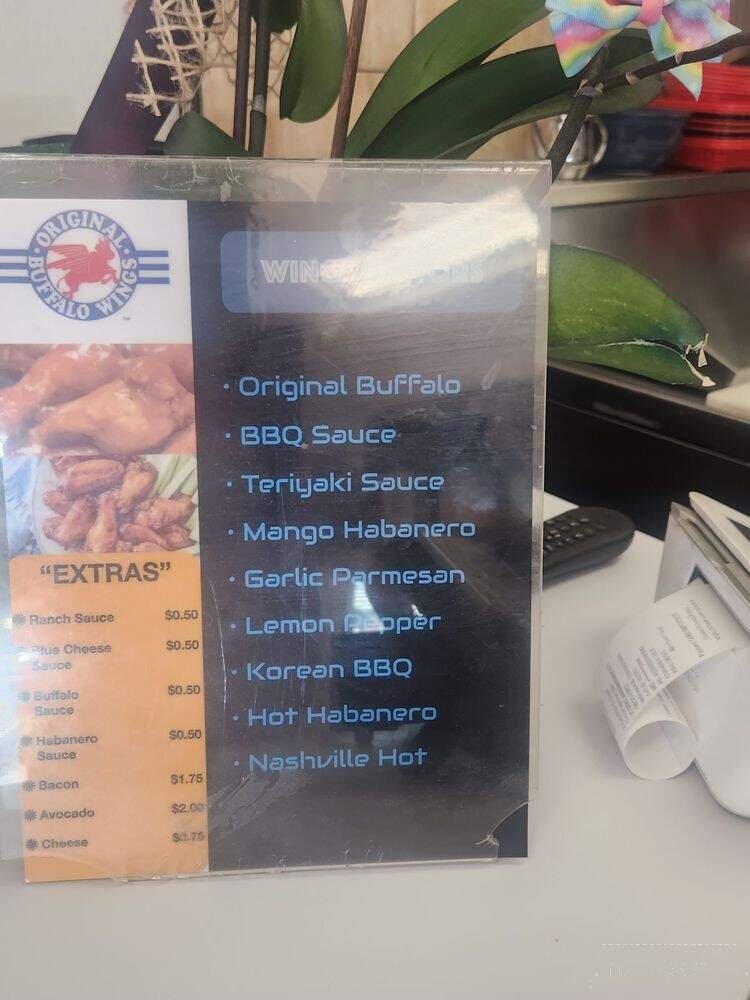 ORIGINAL
BUFFALO WINGS
Original Buffalo
BBQ Sauce
Teriyaki Sauce
Mango Habanero
Garlic Parmesan
Lemon Pepper
Korean BBQ
Hot Habanero
Nashville Hot
“EXTRAS”
Ranch Sauce $0.50
Blue Cheese $0.50
Sauce
Buffalo $0.50
Sauce
Habanero $0.50
Sauce
Bacon $1.75
Avocado $2.00
Cheese $0.75